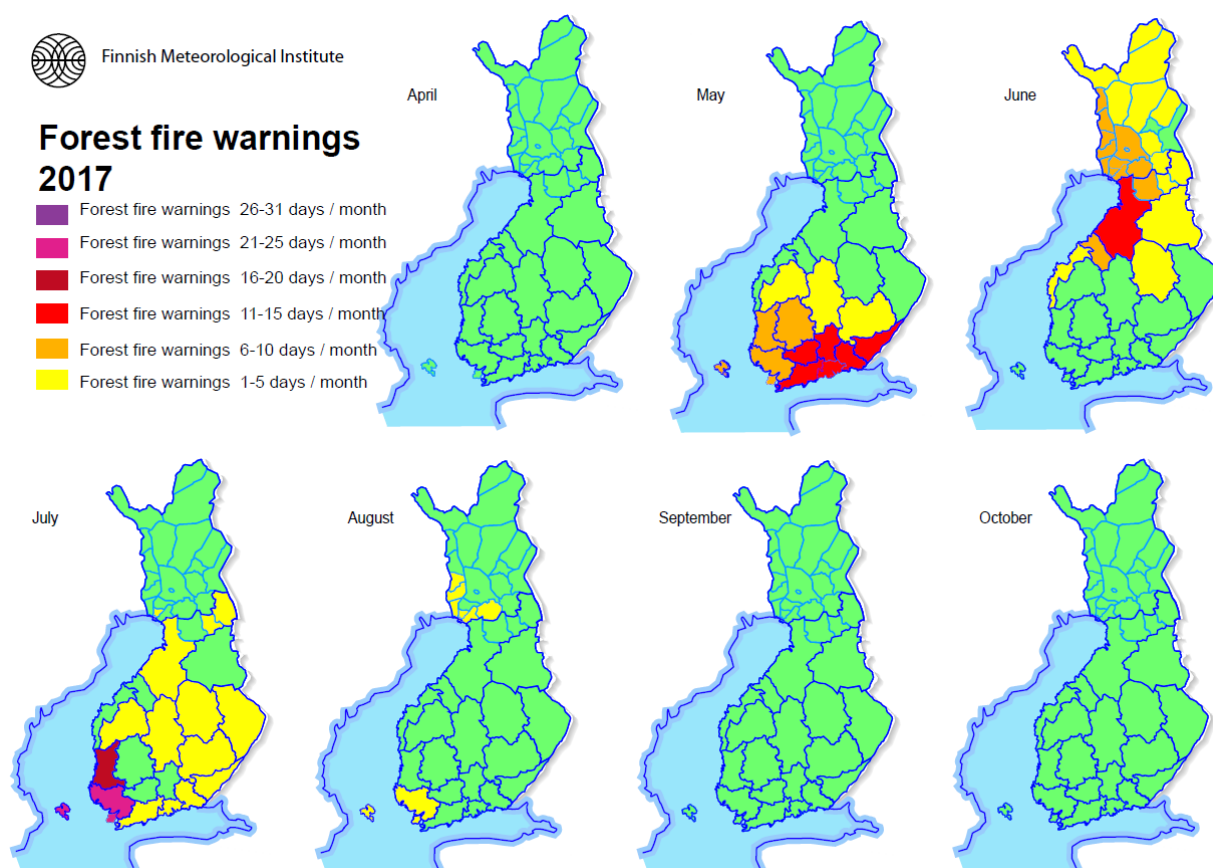 Finnish Meteorological Institute
Forest fire warnings
2017
Forest fire warnings 26-31 days / month
Forest fire warnings 21-25 days / month
Forest fire warnings 16-20 days / month
Forest fire warnings 11-15 days / month
Forest fire warnings 6-10 days / month
Forest fire warnings 1-5 days / month
April
May
June
July
August
September
October